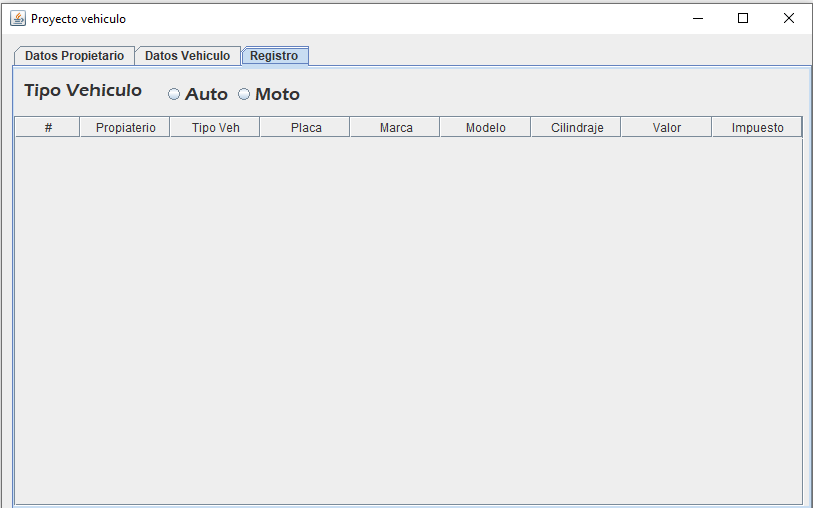 Proyecto vehiculo
Datos Propietario Datos Vehiculo Registro
Tipo Vehiculo Auto Moto
# Propiaterio Tipo Veh Placa Marca Modelo Cilindraje Valor Impuesto